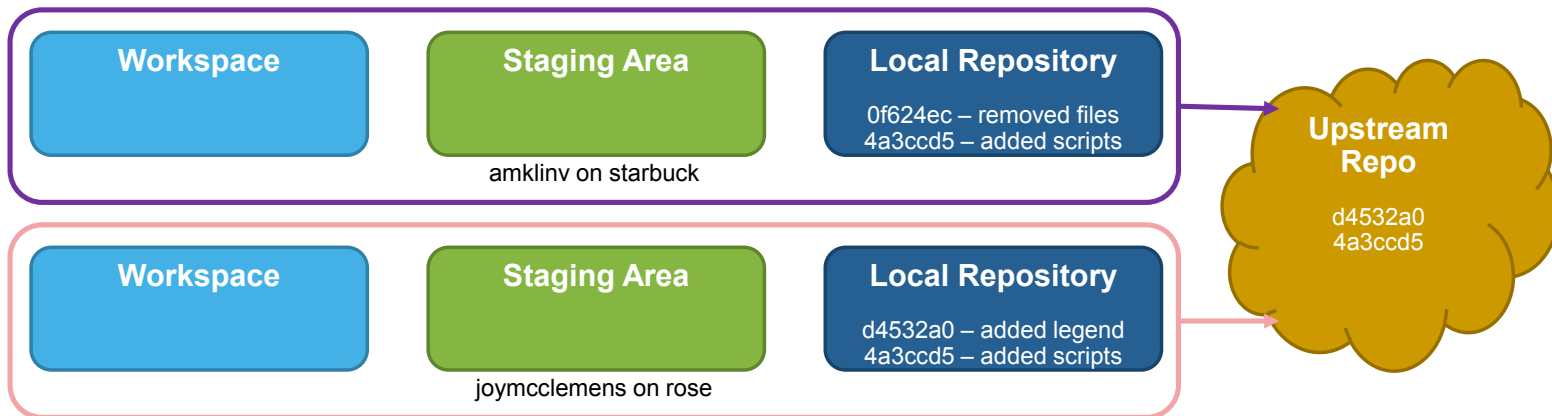 Workspace
Staging Area
Local Repository
0f624ec – removed files
4a3ccd5 – added scripts
amklinv on starbuck
Upstream
Repo
d4532a0
4a3ccd5
Workspace
Staging Area
Local Repository
d4532a0 – added legend
4a3ccd5 – added scripts
joymcclemens on rose